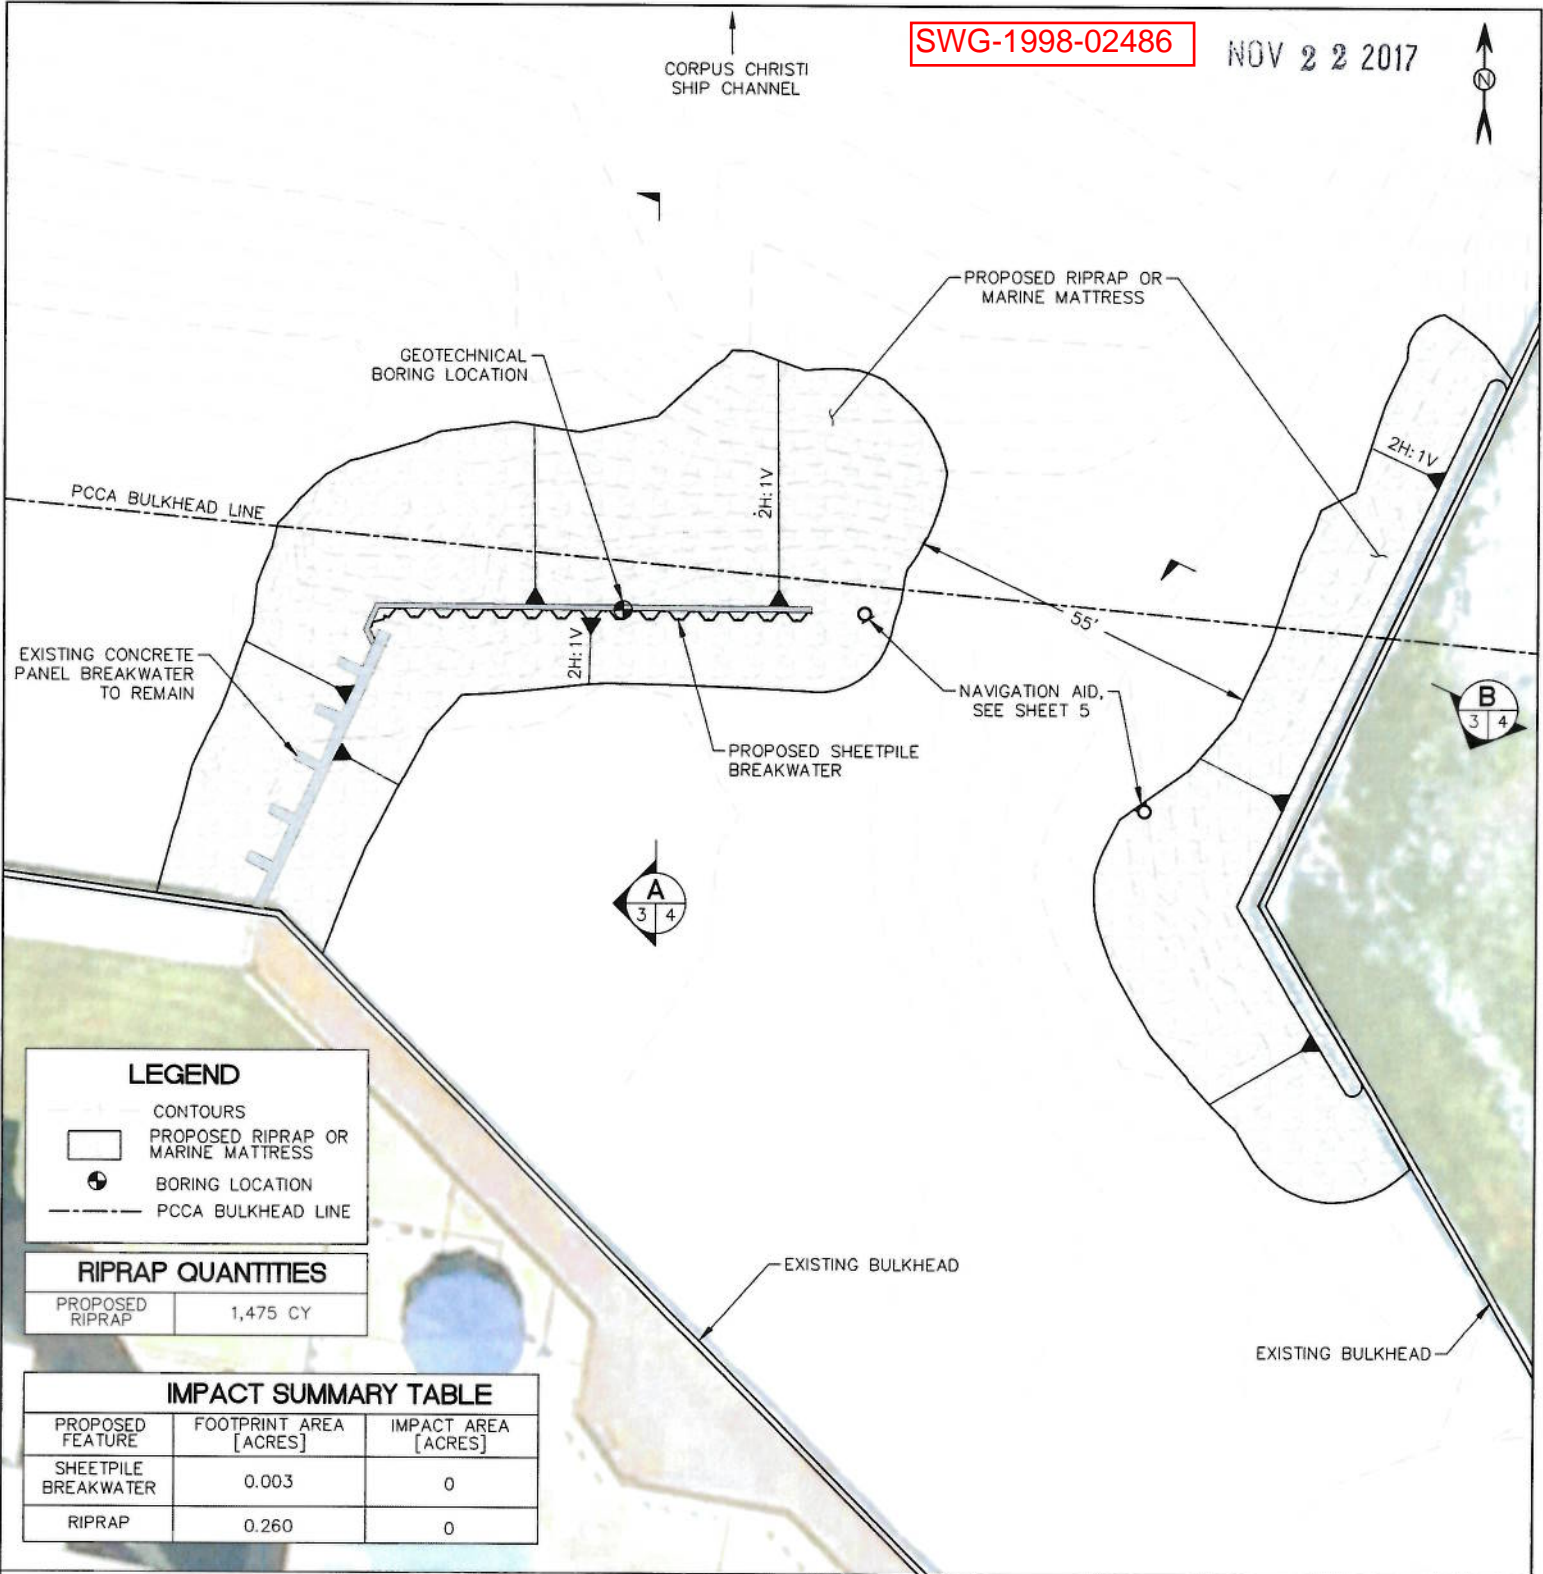 CORPUS CHRISTI
SHIP CHANNEL
SWG-1998-02486
NOV 2 2 2017
N
PROPOSED RIPRAP OR
MARINE MATTRESS
GEOTECHNICAL
BORING LOCATION
2H:1V
2H:1V
PCCA BULKHEAD LINE
55'
2H:1V
EXISTING CONCRETE
PANEL BREAKWATER
TO REMAIN
NAVIGATION AID,
SEE SHEET 5
B
3 4
PROPOSED SHEETPILE
BREAKWATER
A
3 4
LEGEND
CONTOURS
PROPOSED RIPRAP OR
MARINE MATTRESS
BORING LOCATION
PCCA BULKHEAD LINE
RIPRAP QUANTITIES
PROPOSED
RIPRAP
1,475 CY
EXISTING BULKHEAD
EXISTING BULKHEAD
IMPACT SUMMARY TABLE
PROPOSED
FEATURE
FOOTPRINT AREA
[ACRES]
IMPACT AREA
[ACRES]
SHEETPILE
BREAKWATER
0.003
0
RIPRAP
0.260
0